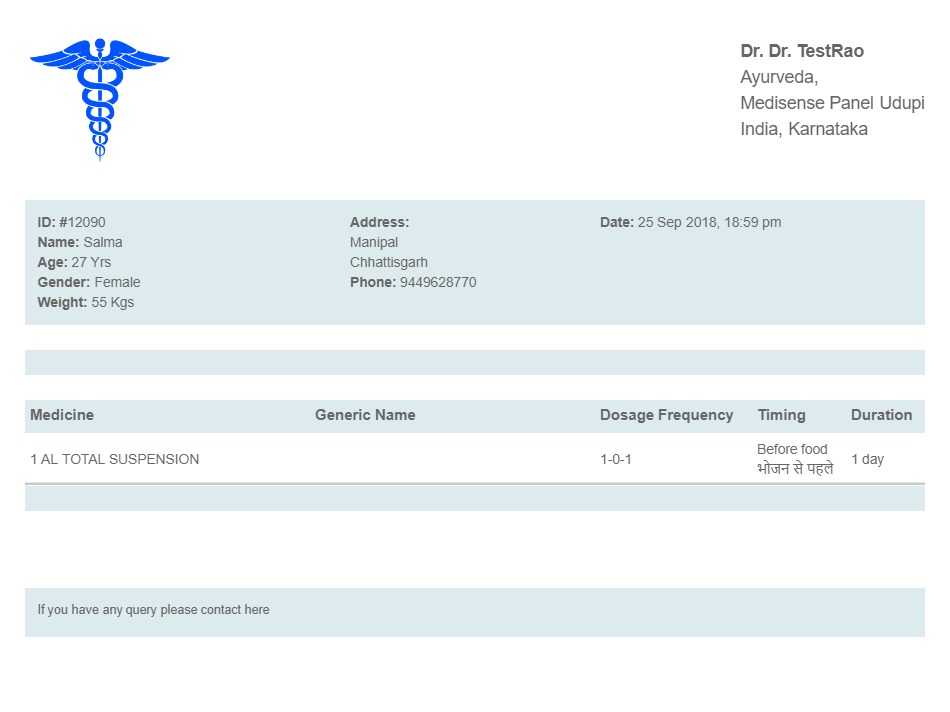 Dr. Dr. TestRao
Ayurveda,
Medisense Panel Udupi
India, Karnataka
ID: #12090
Name: Salma
Age: 27 Yrs
Gender: Female
Weight: 55 Kgs
Address:
Manipal
Chhattisgarh
Phone: 9449628770
Date: 25 Sep 2018, 18:59 pm
Medicine Generic Name Dosage Frequency Timing Duration
1 AL TOTAL SUSPENSION 1-0-1 Before food 1 day
भोजन से पहले
If you have any query please contact here